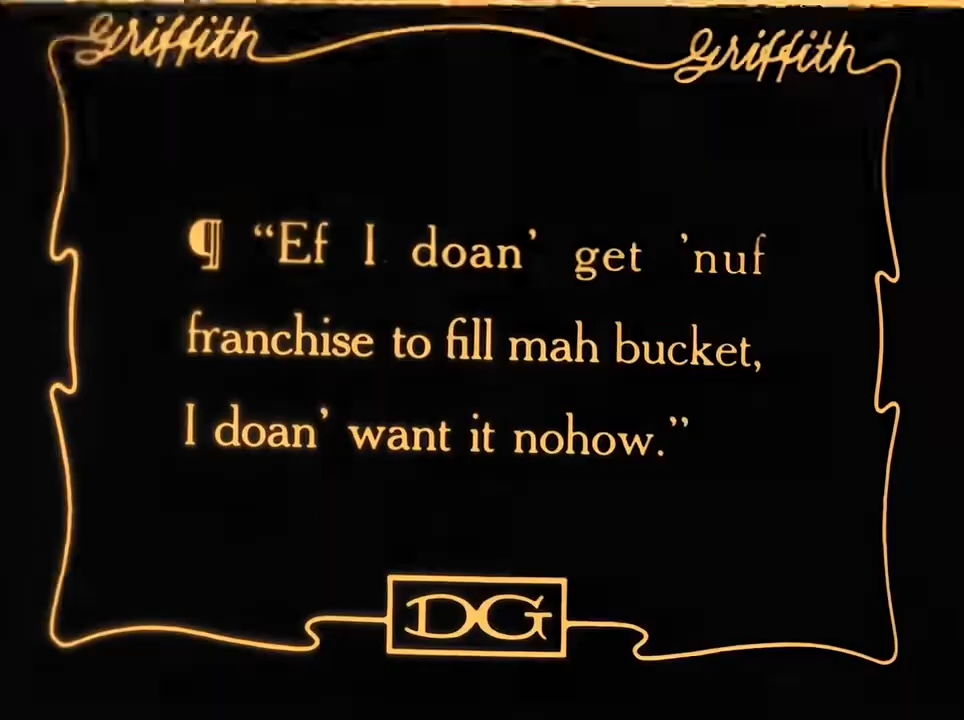 Griffith Griffith
¶ “Ef I doan’ get ’nuf
franchise to fill mah bucket,
I doan’ want it nohow.”
DG